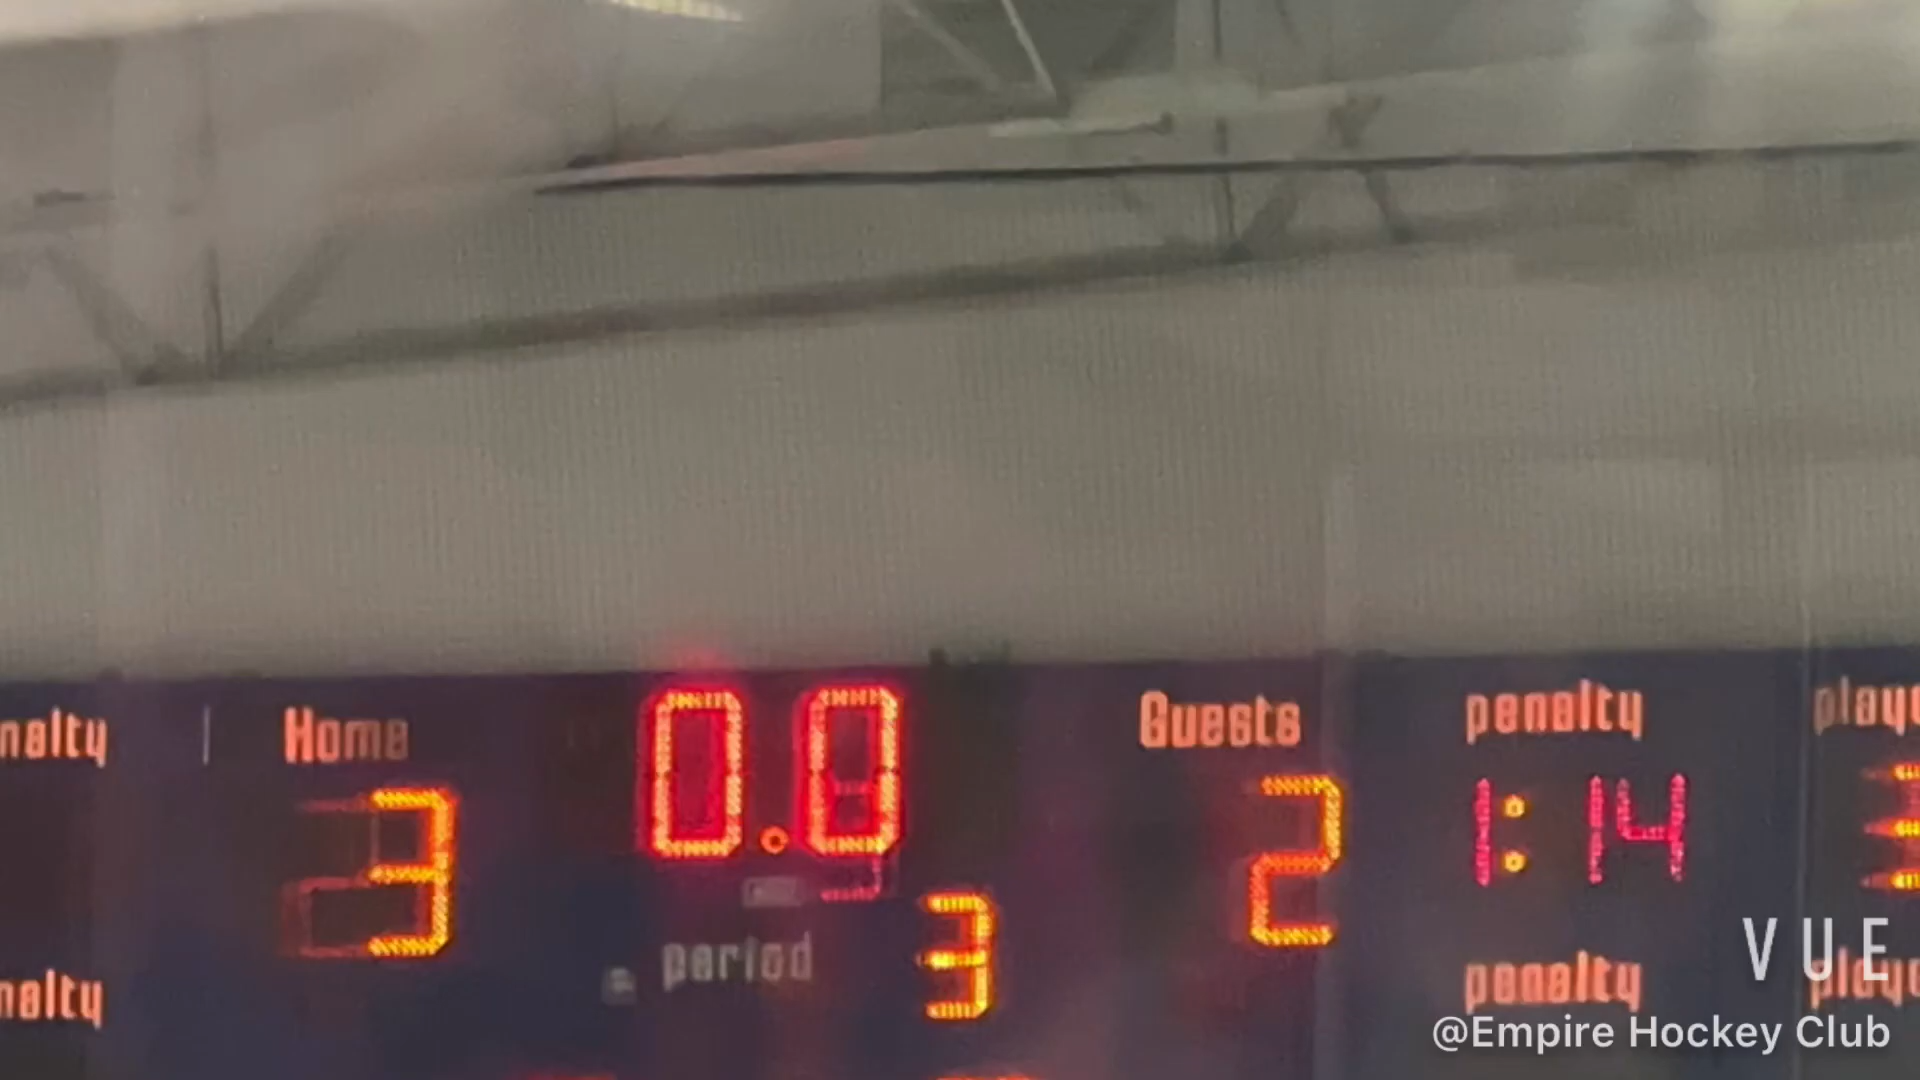 Home
0.0
Guests
penalty
3
2
1:14
period
3
penalty
VUE
@Empire Hockey Club